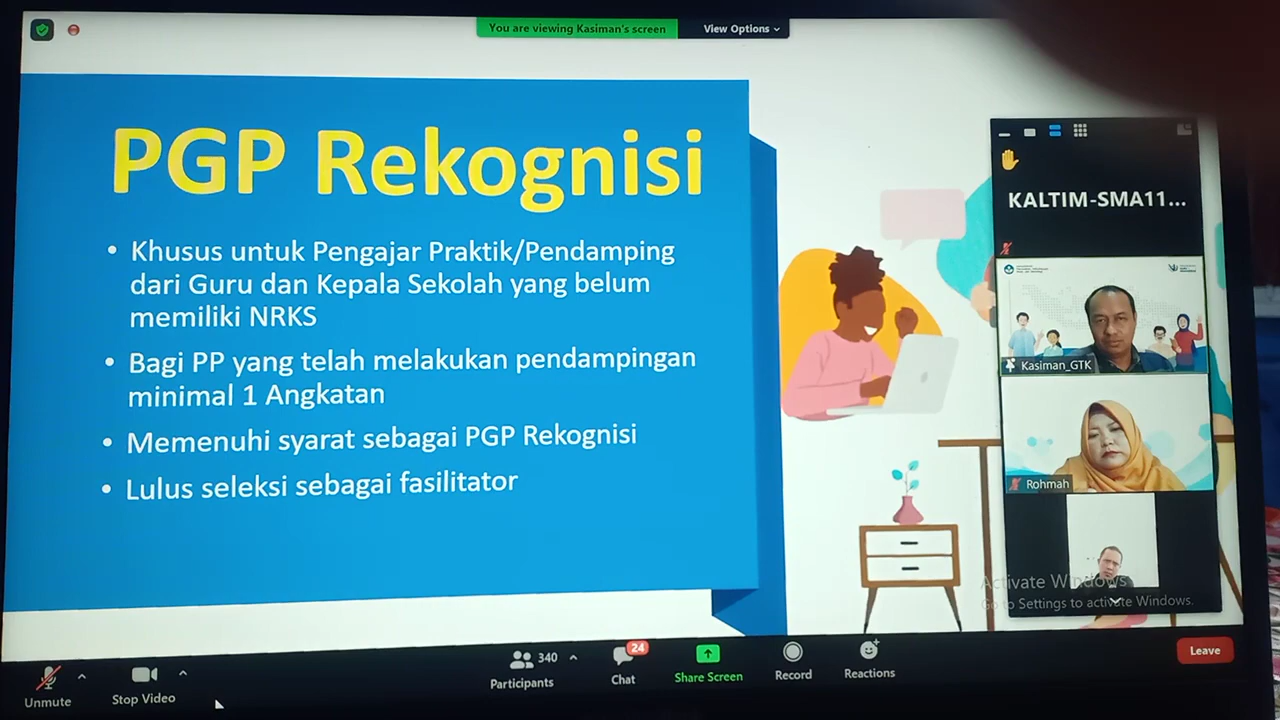 You are viewing Kasiman's screen
View Options
PGP Rekognisi
• Khusus untuk Pengajar Praktik/Pendamping
dari Guru dan Kepala Sekolah yang belum
memiliki NRKS
• Bagi PP yang telah melakukan pendampingan
minimal 1 Angkatan
• Memenuhi syarat sebagai PGP Rekognisi
• Lulus seleksi sebagai fasilitator
KALTIM-SMA11...
Kasiman_GTK
Rohmah
Activate Windows
Go to Settings to activate Windows.
Unmute
Stop Video
340
Participants
24
Chat
Share Screen
Record
Reactions
Leave